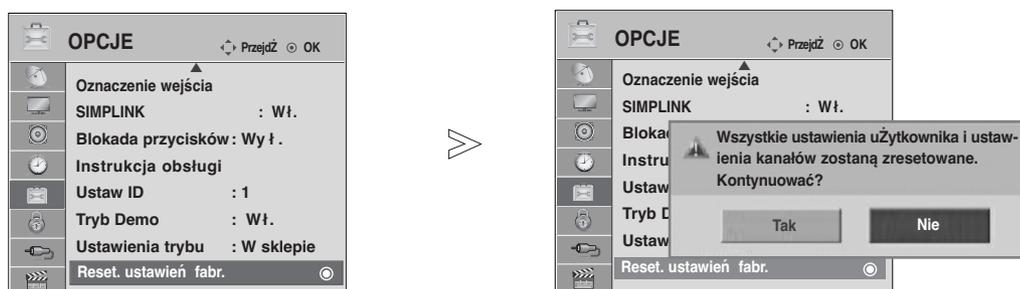 OPCJE
PrzejdŹ OK
Oznaczenie wejścia
SIMPLINK : Wł.
Blokada przycisków : Wy ł .
Instrukcja obsługi
Ustaw ID : 1
Tryb Demo : Wł.
Ustawienia trybu : W sklepie
Reset. ustawień fabr.
OPCJE
PrzejdŹ OK
Oznaczenie wejścia
SIMPLINK : Wł.
Bloka
Instru
Ustaw
Tryb D
Ustaw
Reset. ustawień fabr.
Wszystkie ustawienia uŻytkownika i ustaw-
ienia kanałów zostaną zresetowane.
Kontynuować?
Tak Nie